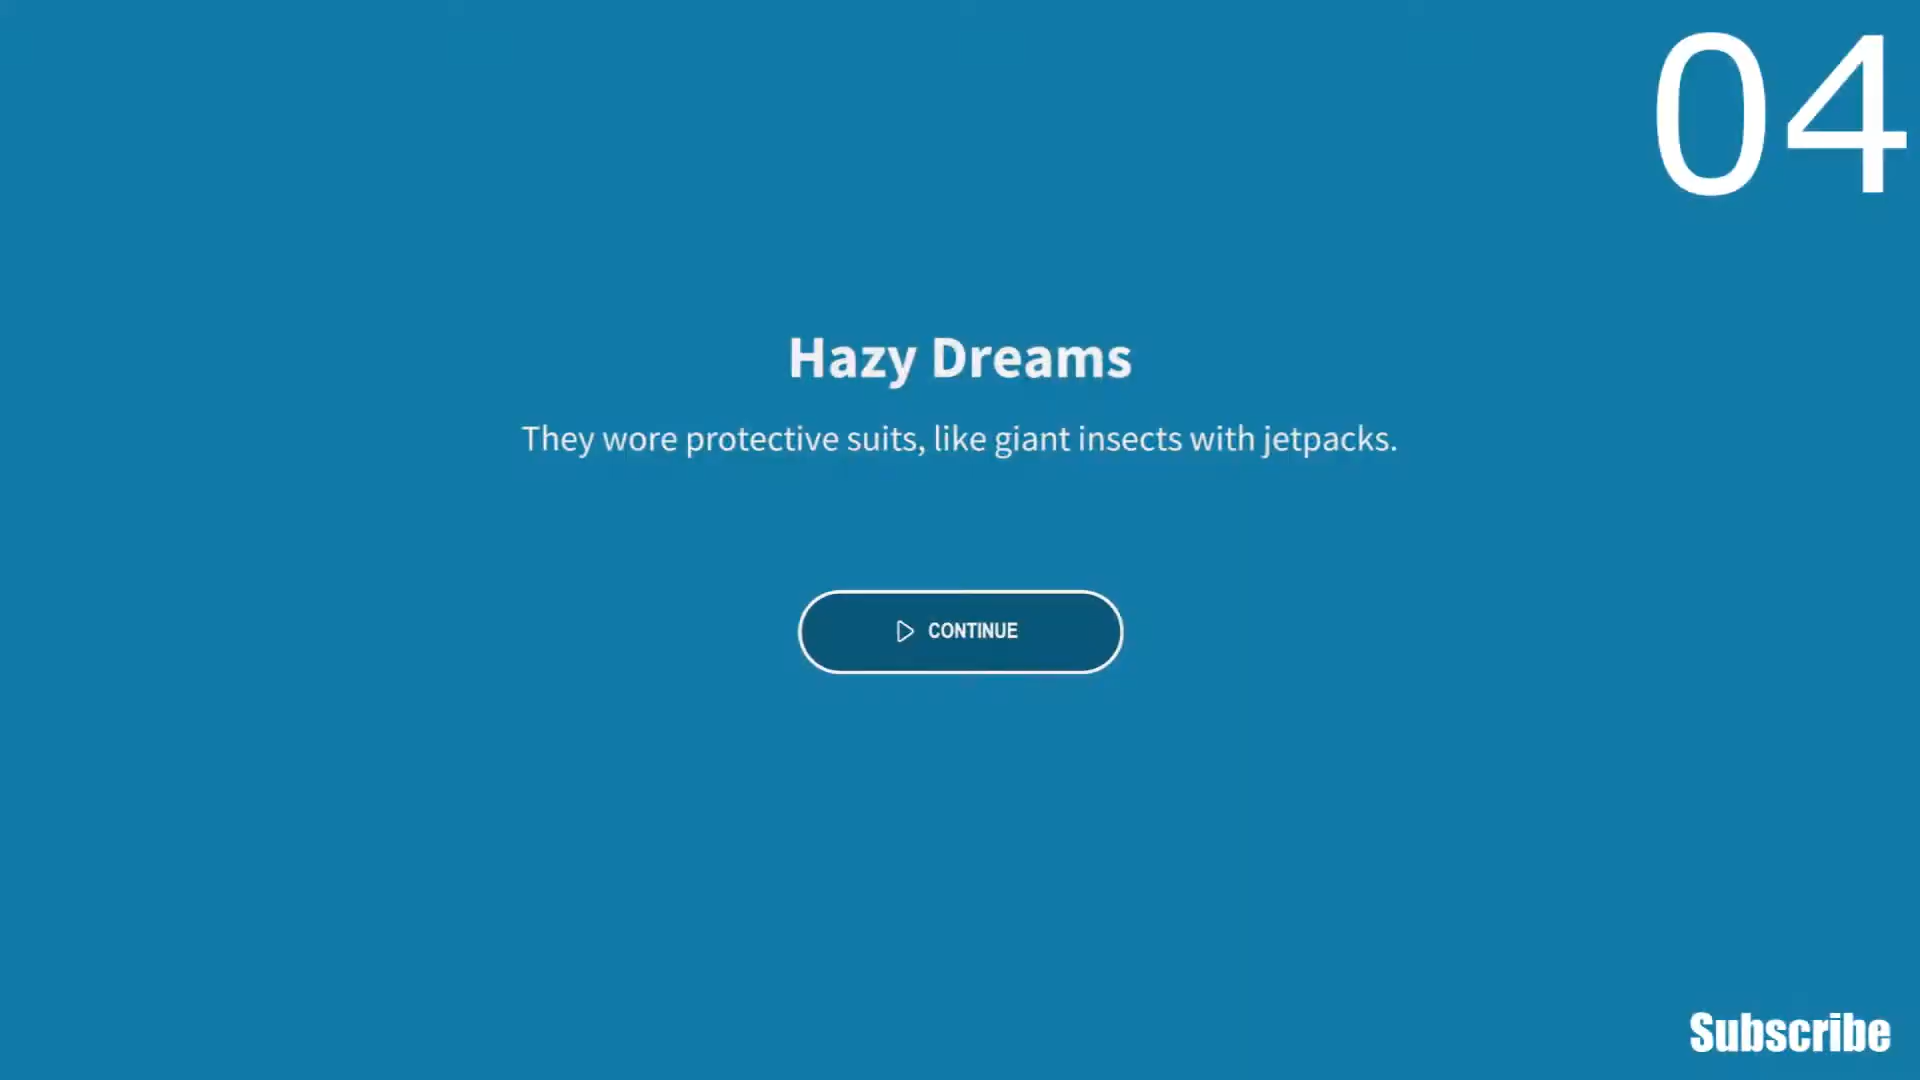 04
Hazy Dreams
They wore protective suits, like giant insects with jetpacks.
CONTINUE
Subscribe